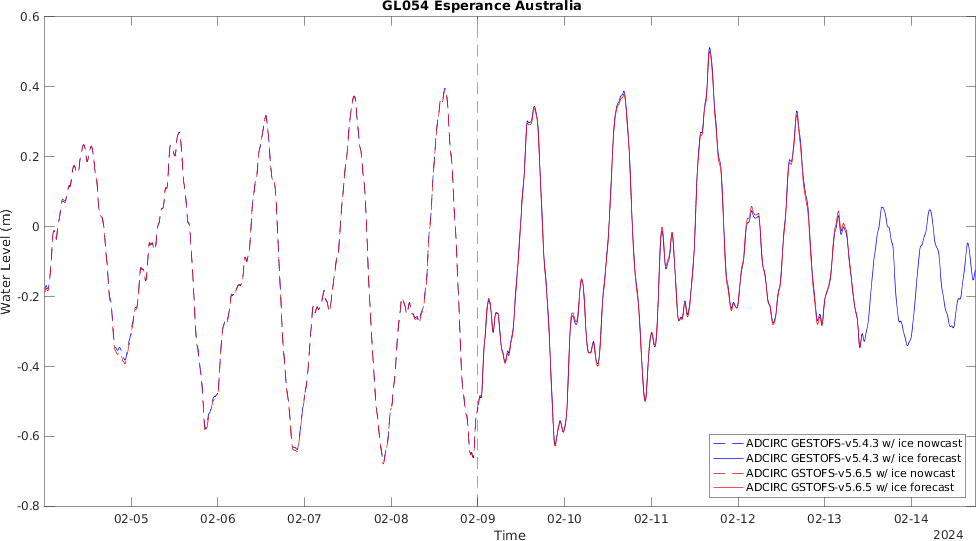 GL054 Esperance Australia
0.6
0.4
0.2
0
-0.2
-0.4
-0.6
-0.8
Water Level (m)
ADCIRC GESTOFS-v5.4.3 w/ ice nowcast
ADCIRC GESTOFS-v5.4.3 w/ ice forecast
ADCIRC GSTOFS-v5.6.5 w/ ice nowcast
ADCIRC GSTOFS-v5.6.5 w/ ice forecast
02-05 02-06 02-07 02-08 02-09 02-10 02-11 02-12 02-13 02-14
Time
2024